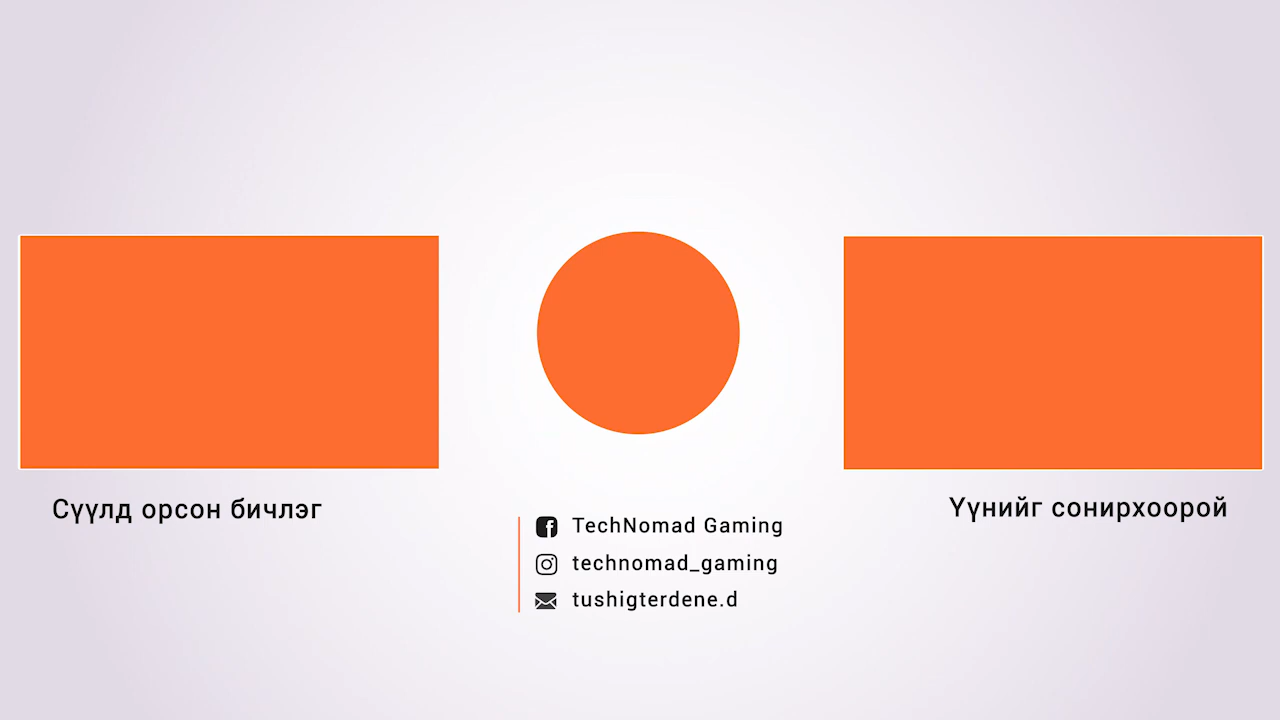 Сүүлд орсон бичлэг
Үүнийг сонирхоорой
TechNomad Gaming
technomad_gaming
tushigterdene.d